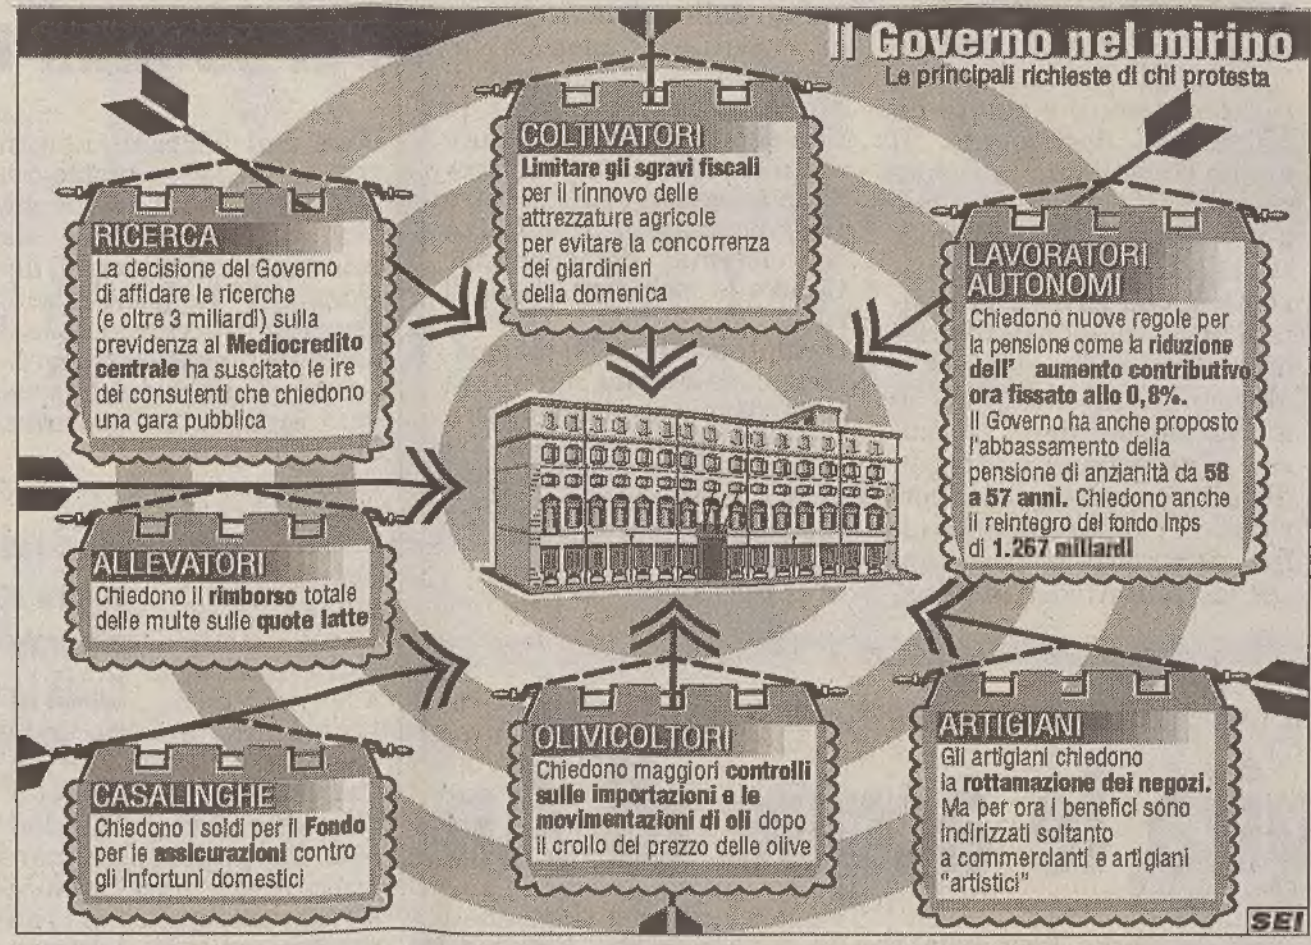 Il Governo nel mirino
Le principali richieste di chi protesta
COLTIVATORI
Limitare gli sgravi fiscali
per il rinnovo delle
attrezzature agricole
per evitare la concorrenza
dei giardinieri
della domenica
RICERCA
La decisione del Governo
di affidare le ricerche
(e oltre 3 miliardi) sulla
previdenza al Mediocredito
centrale ha suscitato le ire
dei consulenti che chiedono
una gara pubblica
LAVORATORI
AUTONOMI
Chiedono nuove regole per
la pensione come la riduzione
dell' aumento contributivo
ora fissato allo 0,8%.
Il Governo ha anche proposto
l'abbassamento della
pensione di anzianità da 58
a 57 anni. Chiedono anche
il reintegro del fondo Inps
di 1.267 miliardi
ALLEVATORI
Chiedono il rimborso totale
delle multe sulle quote latte
CASALINGHE
Chiedono i soldi per il Fondo
per le assicurazioni contro
gli infortuni domestici
OLIVICOLTORI
Chiedono maggiori controlli
sulle importazioni e le
movimentazioni di oli dopo
il crollo del prezzo delle olive
ARTIGIANI
Gli artigiani chiedono
la rottamazione dei negozi.
Ma per ora i benefici sono
indirizzati soltanto
a commercianti e artigiani
"artistici"
SEI